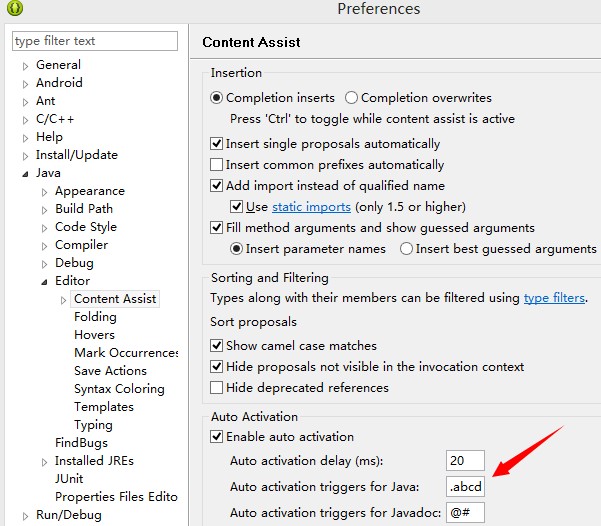 Preferences
type filter text
General
Android
Ant
C/C++
Help
Install/Update
Java
Appearance
Build Path
Code Style
Compiler
Debug
Editor
Content Assist
Folding
Hovers
Mark Occurrences
Save Actions
Syntax Coloring
Templates
Typing
FindBugs
Installed JREs
JUnit
Properties Files Edito
Run/Debug
Content Assist
Insertion
Completion inserts Completion overwrites
Press 'Ctrl' to toggle while content assist is active
Insert single proposals automatically
Insert common prefixes automatically
Add import instead of qualified name
Use static imports (only 1.5 or higher)
Fill method arguments and show guessed arguments
Insert parameter names Insert best guessed arguments
Sorting and Filtering
Types along with their members can be filtered using type filters.
Sort proposals
Show camel case matches
Hide proposals not visible in the invocation context
Hide deprecated references
Auto Activation
Enable auto activation
Auto activation delay (ms): 20
Auto activation triggers for Java: .abcd
Auto activation triggers for Javadoc: @#